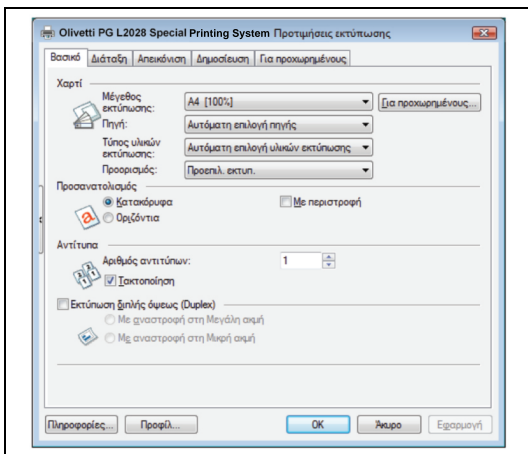 Olivetti PG L2028 Special Printing System Προτιμήσεις εκτύπωσης
Βασικό Διάταξη Απεικόνιση Δημοσίευση Για προχωρημένους
Χαρτί
Μέγεθος εκτύπωσης: A4 [100%] Για προχωρημένους...
Πηγή: Αυτόματη επιλογή πηγής
Τύπος υλικών εκτύπωσης: Αυτόματη επιλογή υλικών εκτύπωσης
Προορισμός: Προεπιλ. εκτυπ.
Προσανατολισμός
Κατακόρυφα Με περιστροφή
Οριζόντια
Αντίτυπα
Αριθμός αντιτύπων: 1
Τακτοποίηση
Εκτύπωση διπλής όψεως (Duplex)
Με αναστροφή στη Μεγάλη ακμή
Με αναστροφή στη Μικρή ακμή
Πληροφορίες... Προφίλ... OK Άκυρο Εφαρμογή